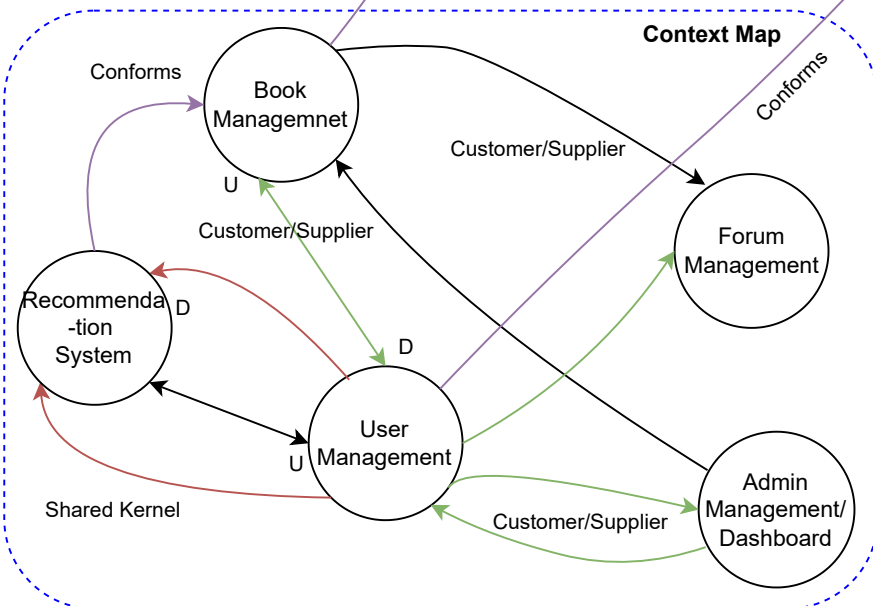 Context Map
Conforms
Conforms
Book
Managemnet
Customer/Supplier
U
Customer/Supplier
Forum
Management
Recommenda
-tion
System
D
D
User
Management
U
Admin
Management/
Dashboard
Shared Kernel
Customer/Supplier